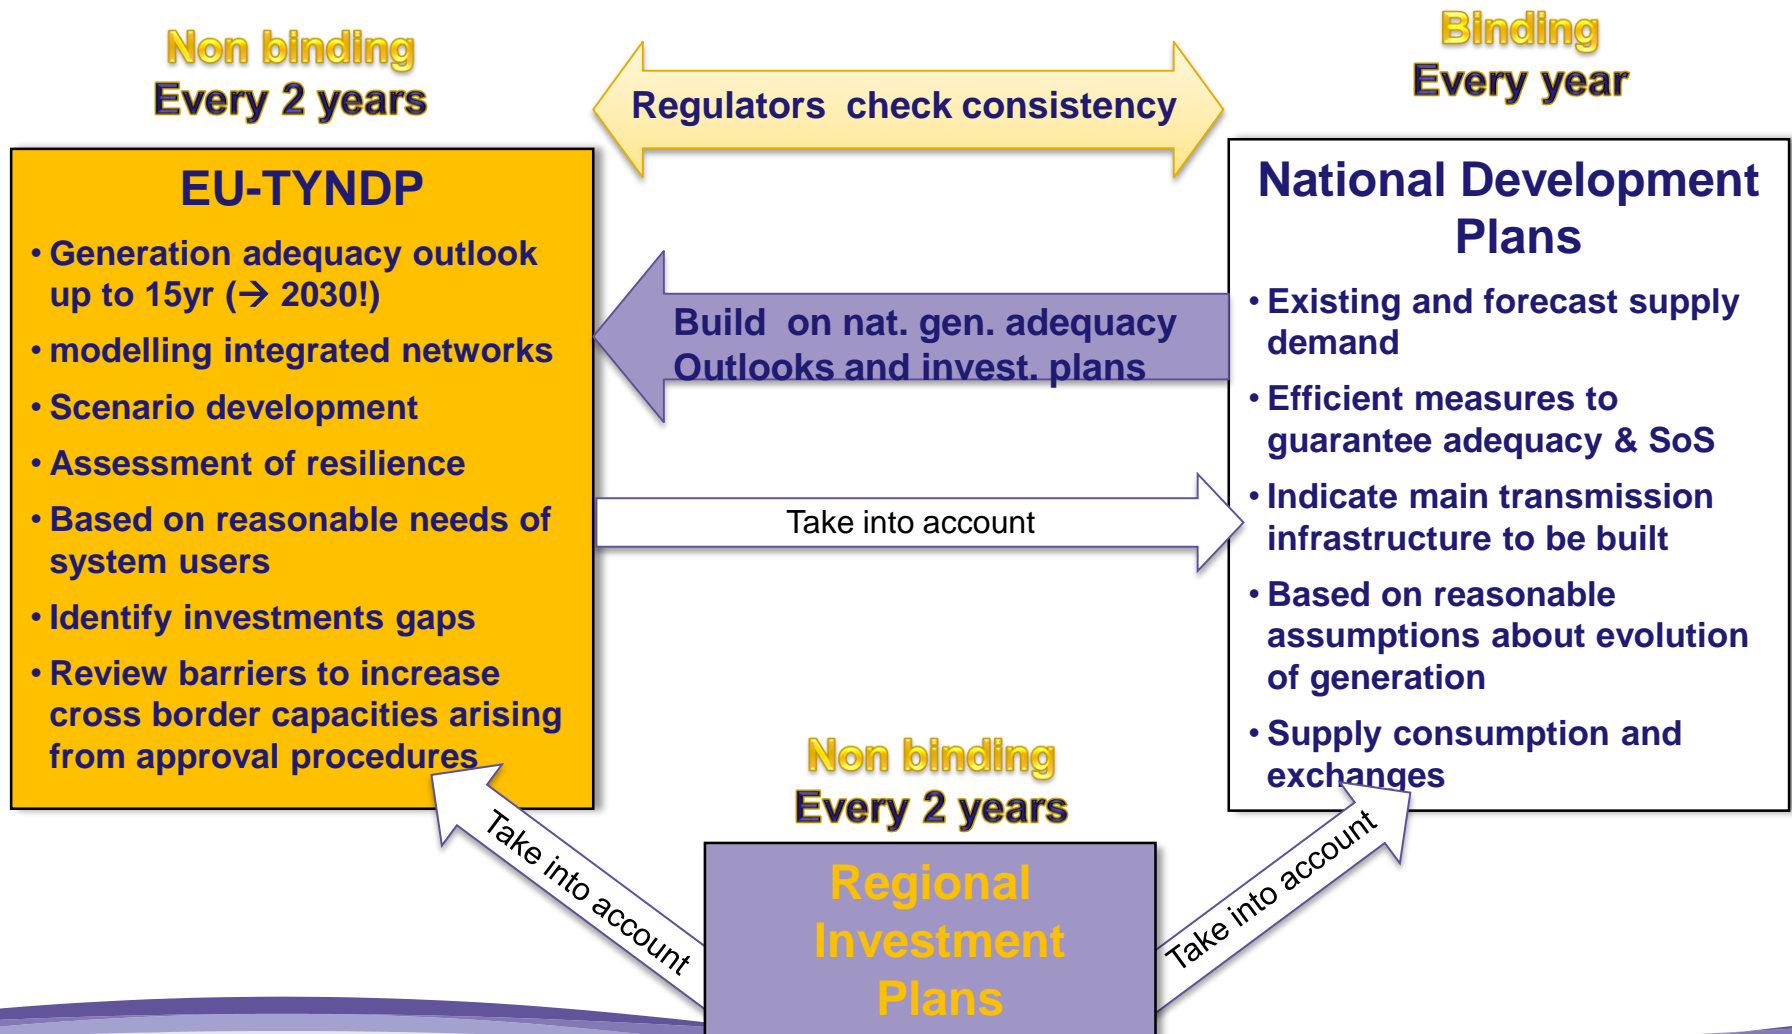 Non binding
Every 2 years
EU-TYNDP
• Generation adequacy outlook
up to 15yr (→ 2030!)
• modelling integrated networks
• Scenario development
• Assessment of resilience
• Based on reasonable needs of
system users
• Identify investments gaps
• Review barriers to increase
cross border capacities arising
from approval procedures
Regulators check consistency
Build on nat. gen. adequacy
Outlooks and invest. plans
Take into account
Binding
Every year
National Development
Plans
• Existing and forecast supply
demand
• Efficient measures to
guarantee adequacy & SoS
• Indicate main transmission
infrastructure to be built
• Based on reasonable
assumptions about evolution
of generation
• Supply consumption and
exchanges
Non binding
Every 2 years
Take into account
Regional
Investment
Plans
Take into account